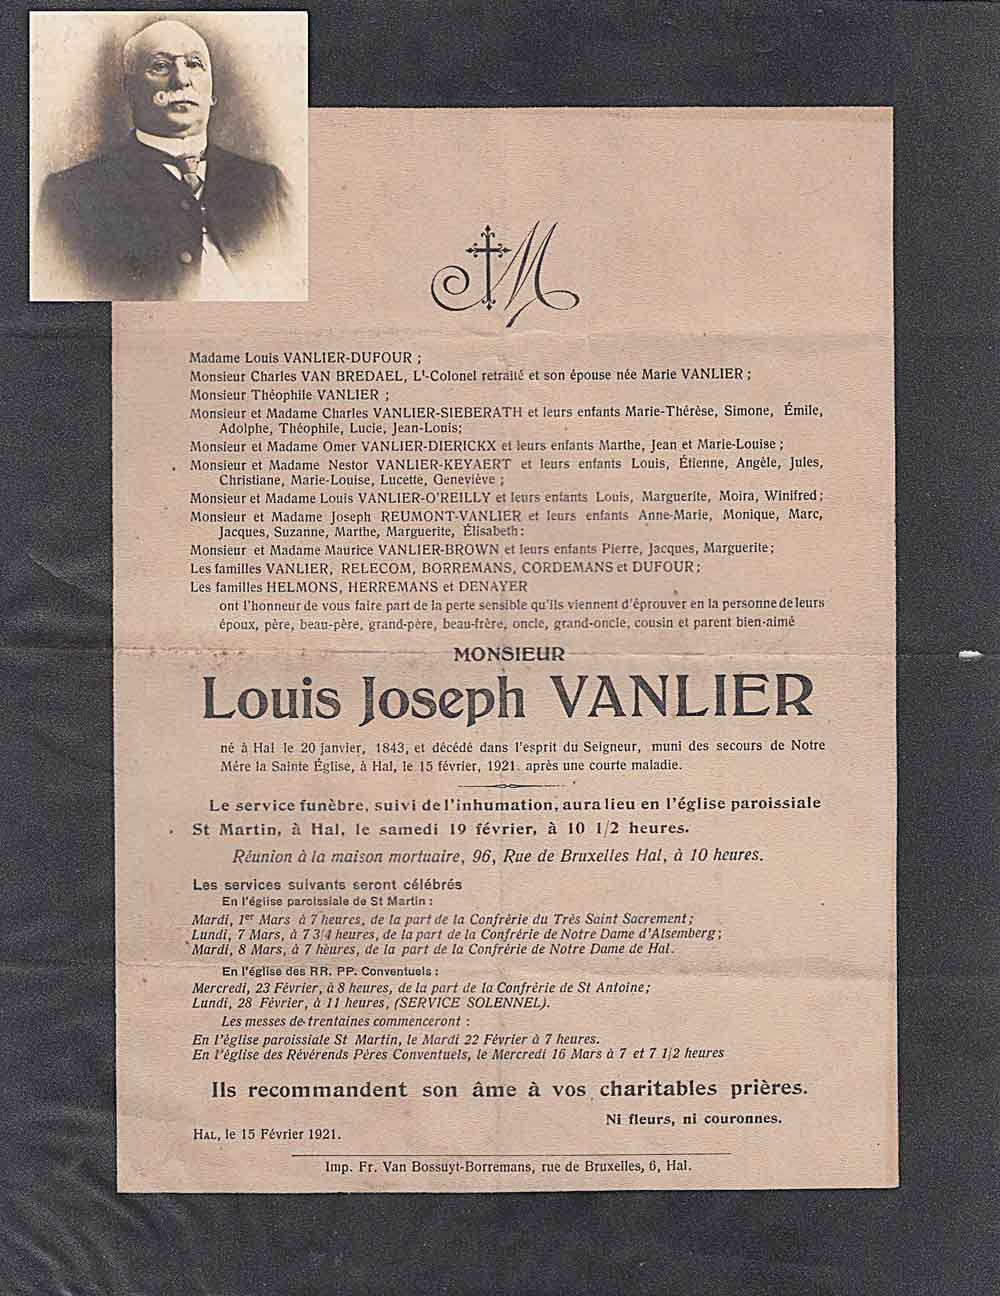 M
Madame Louis VANLIER-DUFOUR ;
Monsieur Charles VAN BREDAEL, Lt-Colonel retraité et son épouse née Marie VANLIER ;
Monsieur Théophile VANLIER ;
Monsieur et Madame Charles VANLIER-SIEBERATH et leurs enfants Marie-Thérèse, Simone, Émile,
Adolphe, Théophile, Lucie, Jean-Louis;
Monsieur et Madame Omer VANLIER-DIERICKX et leurs enfants Marthe, Jean et Marie-Louise ;
Monsieur et Madame Nestor VANLIER-KEYAERT et leurs enfants Louis, Étienne, Angèle, Jules,
Christiane, Marie-Louise, Lucette, Geneviève ;
Monsieur et Madame Louis VANLIER-O'REILLY et leurs enfants Louis, Marguerite, Moira, Winifred;
Monsieur et Madame Joseph REUMONT-VANLIER et leurs enfants Anne-Marie, Monique, Marc,
Jacques, Suzanne, Marthe, Marguerite, Élisabeth:
Monsieur et Madame Maurice VANLIER-BROWN et leurs enfants Pierre, Jacques, Marguerite;
Les familles VANLIER, RELECOM, BORREMANS, CORDEMANS et DUFOUR;
Les familles HELMONS, HERREMANS et DENAYER
ont l'honneur de vous faire part de la perte sensible qu'ils viennent d'éprouver en la personne de leurs
époux, père, beau-père, grand-père, beau-frère, oncle, grand-oncle, cousin et parent bien-aimé
MONSIEUR
Louis Joseph VANLIER
né à Hal le 20 janvier, 1843, et décédé dans l'esprit du Seigneur, muni des secours de Notre
Mére la Sainte Église, à Hal, le 15 février, 1921. après une courte maladie.
Le service funèbre, suivi de l'inhumation, aura lieu en l'église paroissiale
St Martin, à Hal, le samedi 19 février, à 10 1/2 heures.
Réunion à la maison mortuaire, 96, Rue de Bruxelles Hal, à 10 heures.
Les services suivants seront célébrés
En l'église paroissiale de St Martin :
Mardi, 1er Mars à 7 heures, de la part de la Confrérie du Très Saint Sacrement;
Lundi, 7 Mars, à 7 3/4 heures, de la part de la Confrérie de Notre Dame d'Alsemberg;
Mardi, 8 Mars, à 7 heures, de la part de la Confrérie de Notre Dame de Hal.
En l'église des RR. PP. Conventuels :
Mercredi, 23 Février, à 8 heures, de la part de la Confrérie de St Antoine;
Lundi, 28 Février, à 11 heures, (SERVICE SOLENNEL).
Les messes de trentaines commenceront :
En l'église paroissiale St Martin, le Mardi 22 Février à 7 heures.
En l'église des Révérends Pères Conventuels, le Mercredi 16 Mars à 7 et 7 1/2 heures
Ils recommandent son âme à vos charitables prières.
Ni fleurs, ni couronnes.
HAL, le 15 Février 1921.
Imp. Fr. Van Bossuyt-Borremans, rue de Bruxelles, 6, Hal.